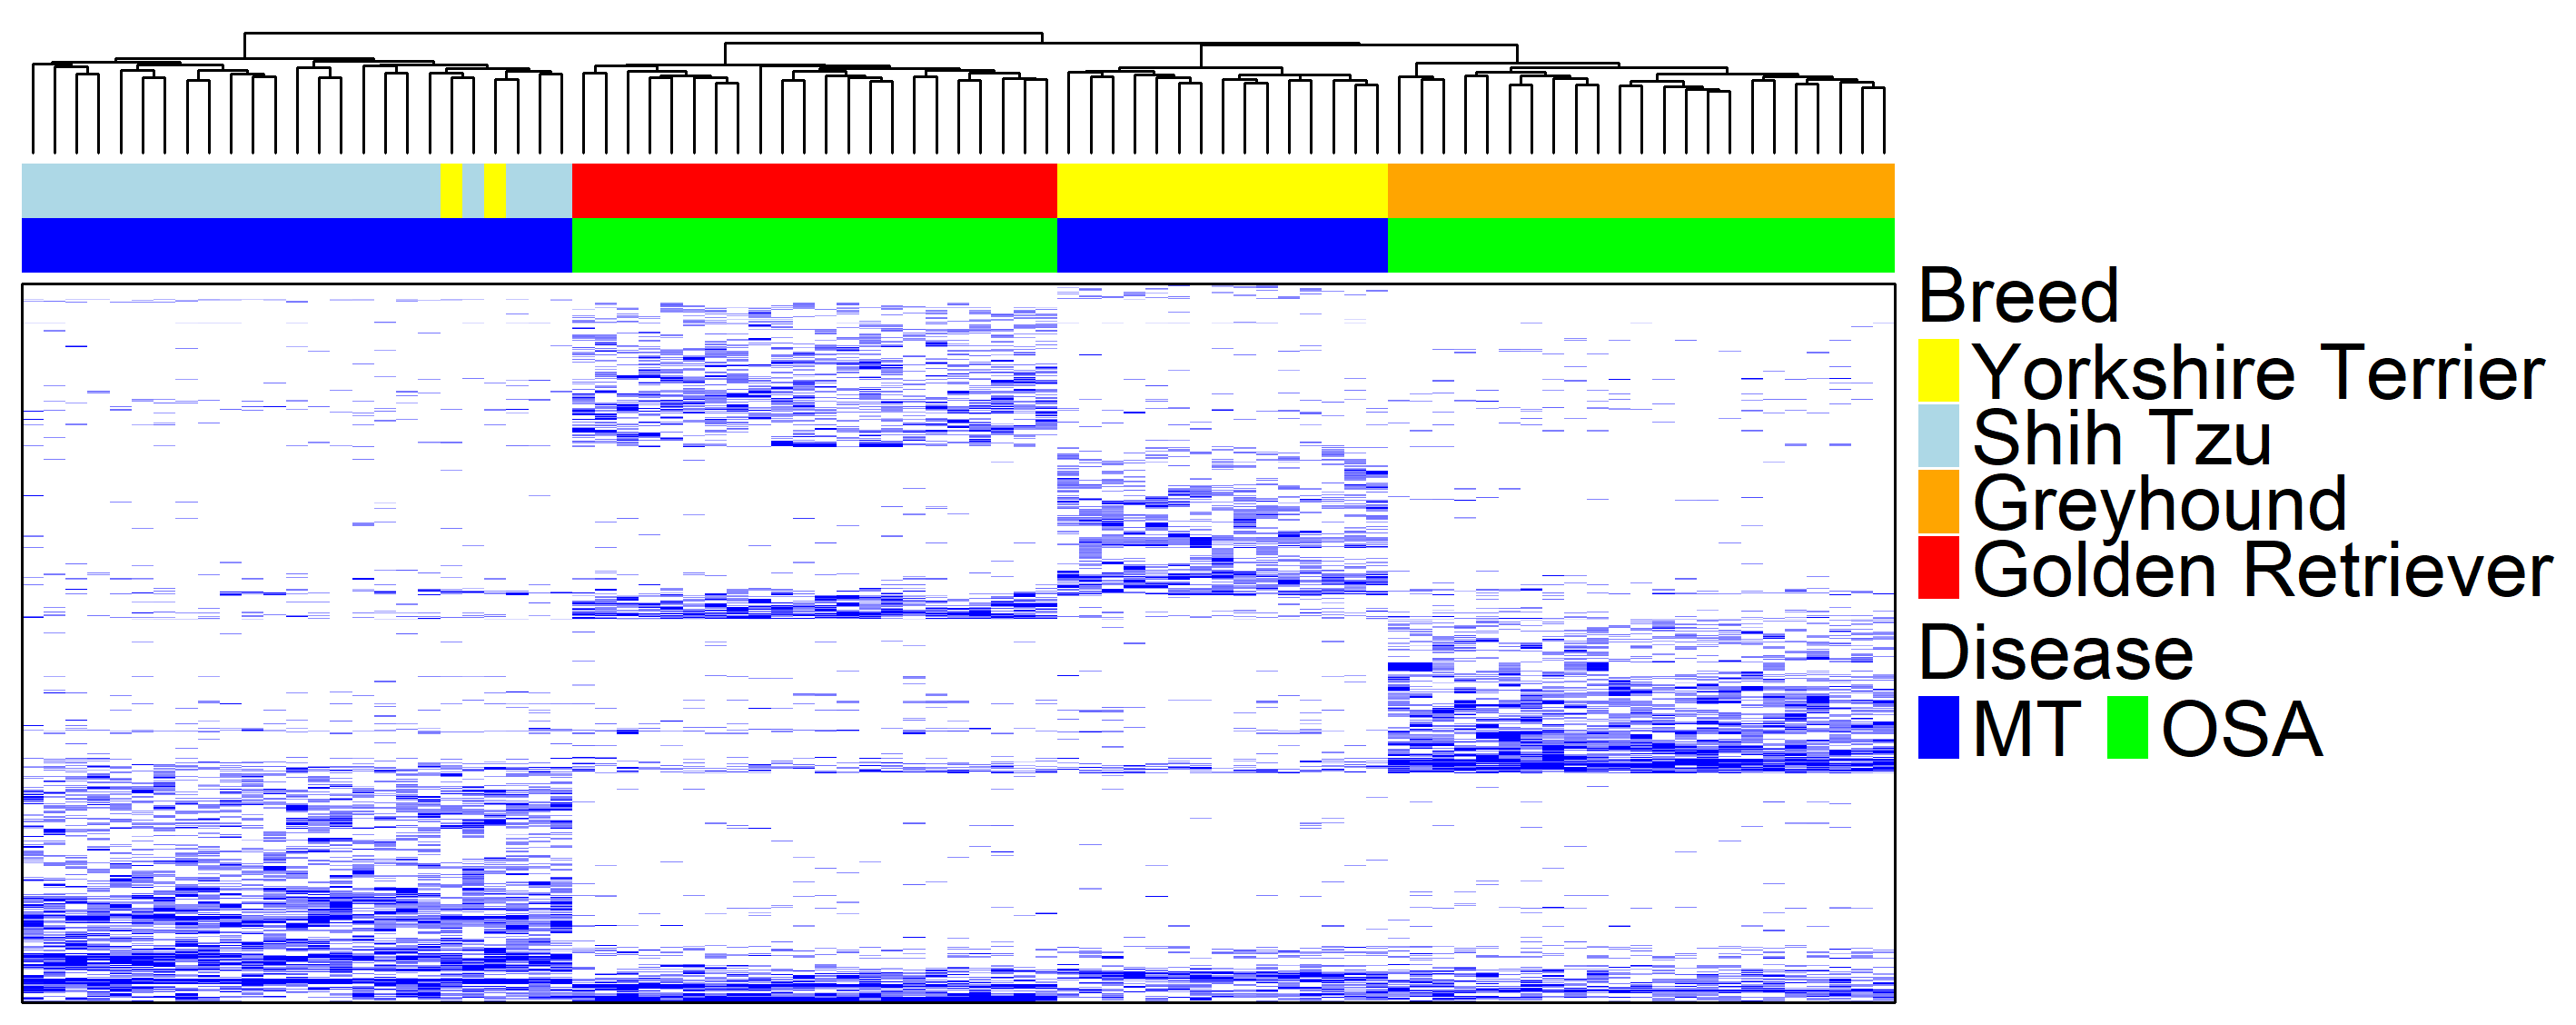 Breed
Yorkshire Terrier
Shih Tzu
Greyhound
Golden Retriever
Disease
MT OSA